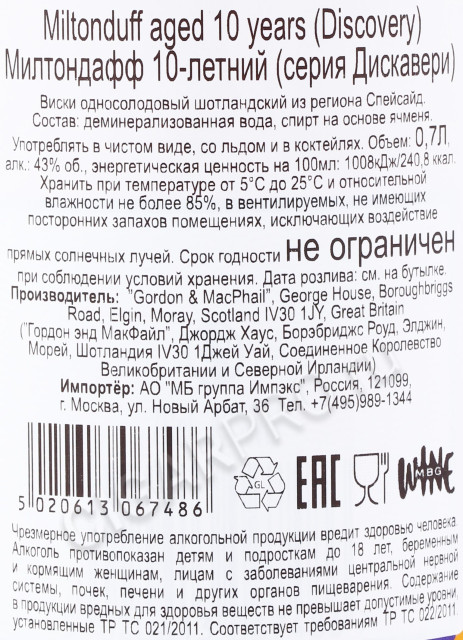 Miltonduff aged 10 years (Discovery)
Милтондафф 10-летний (серия Дискавери)
Виски односолодовый шотландский из региона Спейсайд.
Состав: деминерализованная вода, спирт на основе ячменя.
Употреблять в чистом виде, со льдом и в коктейлях. Объем: 0,7Л,
алк.: 43% об., энергетическая ценность на 100мл: 1008кДж/240,8 ккал.
Хранить при температуре от 5°С до 25°С и относительной
влажности не более 85%, в вентилируемых, не имеющих
посторонних запахов помещениях, исключающих воздействие
прямых солнечных лучей. Срок годности не ограничен
при соблюдении условий хранения. Дата розлива: см. на бутылке.
Производитель: "Gordon & MacPhail", George House, Boroughbriggs
Road, Elgin, Moray, Scotland IV30 1JY, Great Britain
("Гордон энд МакФайл", Джордж Хаус, Борэбриджс Роуд, Элджин,
Морей, Шотландия IV30 1Джей Уай, Соединенное Королевство
Великобритании и Северной Ирландии)
Импортёр: АО "МБ группа Импэкс", Россия, 121099,
г. Москва, ул. Новый Арбат, 36 Тел. +7(495)989-1344
GL
EAC
WINE
MBG
5 020613 067486
Чрезмерное употребление алкогольной продукции вредит здоровью человека.
Алкоголь противопоказан детям и подросткам до 18 лет, беременным
и кормящим женщинам, лицам с заболеваниями центральной нервной
системы, почек, печени и других органов пищеварения. Содержание
в продукции вредных для здоровья веществ не превышает допустимые уровни,
установленные ТР ТС 021/2011. Соответствует требованиям ТР ТС 022/2011.